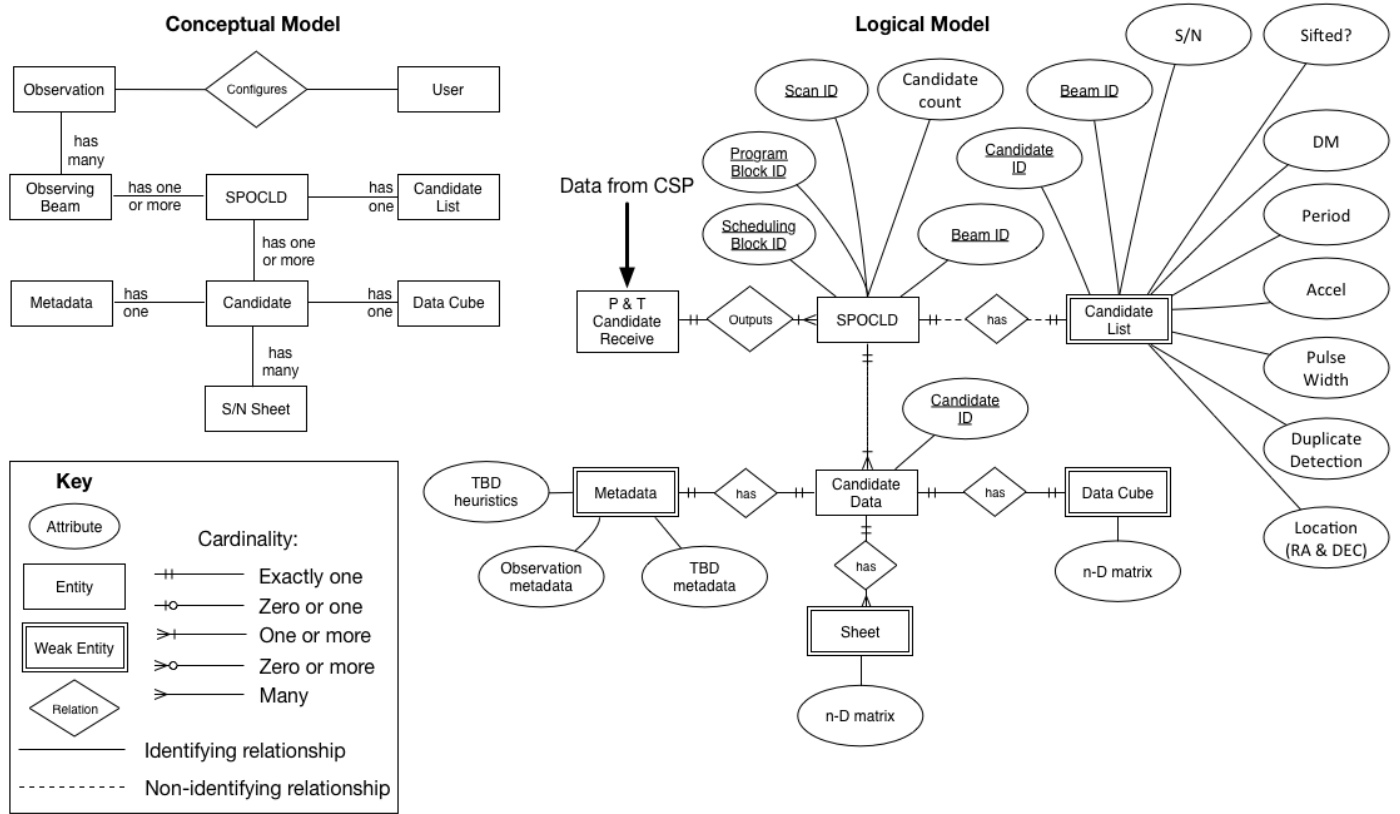 Conceptual Model
Observation
Configures
User
has
many
Observing
Beam
has one
or more
SPOCLD
has
one
Candidate
List
has one
or more
Metadata
has
one
Candidate
has
one
Data Cube
has
many
S/N Sheet
Key
Attribute
Entity
Weak Entity
Relation
Cardinality:
Exactly one
Zero or one
One or more
Zero or more
Many
Identifying relationship
Non-identifying relationship
Logical Model
Data from CSP
P & T
Candidate
Receive
Outputs
SPOCLD
Scheduling
Block ID
Program
Block ID
Scan ID
Candidate
count
Beam ID
has
Candidate
List
Candidate
ID
Beam ID
S/N
Sifted?
DM
Period
Accel
Pulse
Width
Duplicate
Detection
Location
(RA & DEC)
Candidate
ID
TBD
heuristics
Metadata
has
Candidate
Data
has
Data Cube
Observation
metadata
TBD
metadata
has
n-D matrix
Sheet
n-D matrix